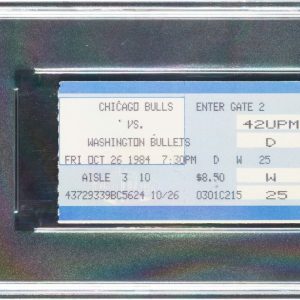 CHICAGO BULLS ENTER GATE 2
VS. 42UPM
WASHINGTON BULLETS D
FRI OCT 26 1984 7:30PM D W 25
AISLE 3 10 $8.50 W
43729339BC5624 10/26 0301C215 25